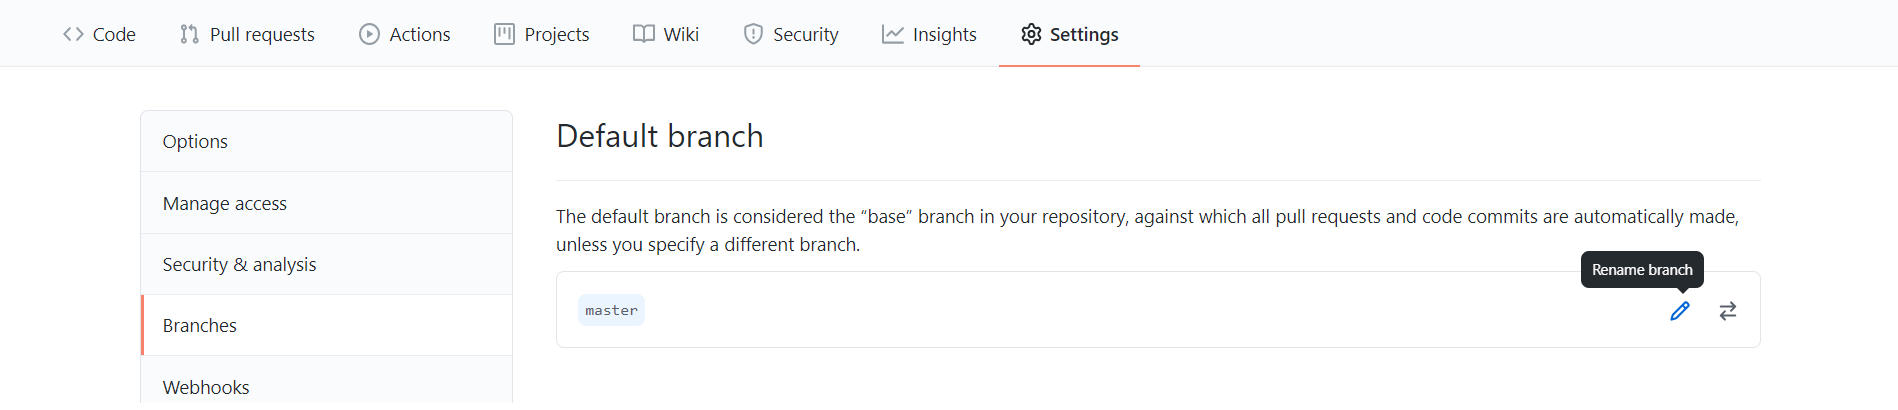 Code Pull requests Actions Projects Wiki Security Insights Settings
Options
Manage access
Security & analysis
Branches
Webhooks
Default branch
The default branch is considered the “base” branch in your repository, against which all pull requests and code commits are automatically made,
unless you specify a different branch.
Rename branch
master